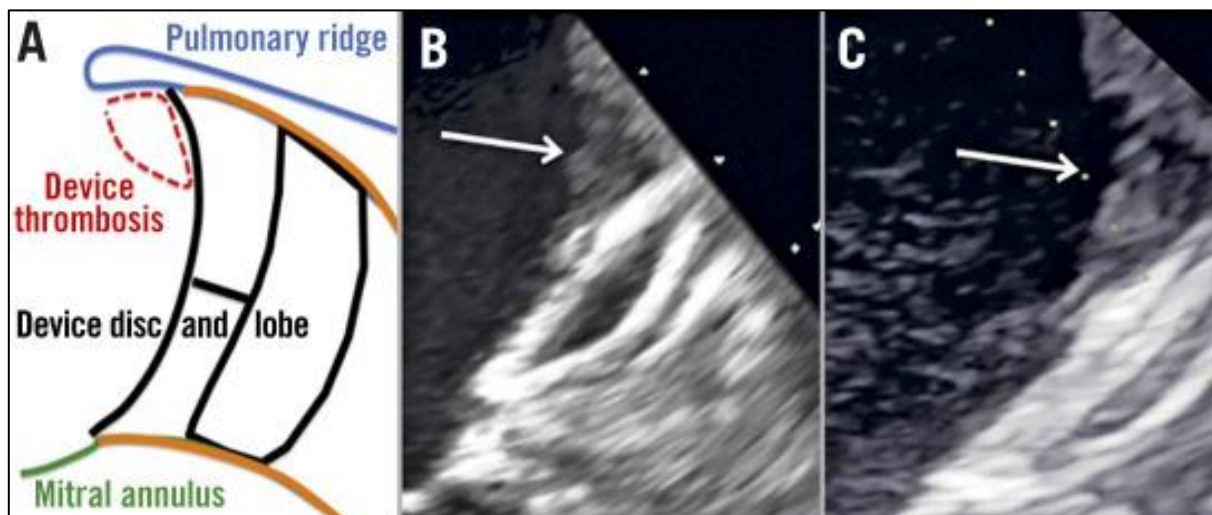 A
Pulmonary ridge
Device
thrombosis
Device disc and lobe
Mitral annulus
B
C